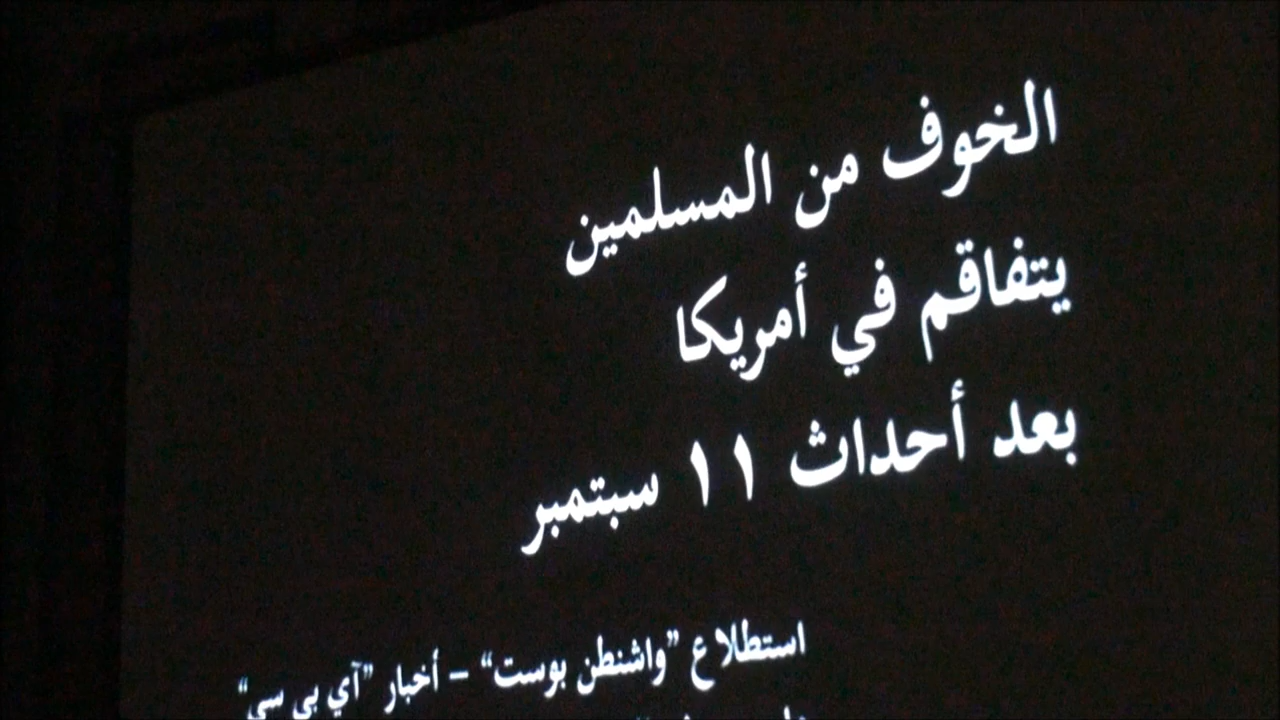 الخوف من المسلمين
يتفاقم في أمريكا
بعد أحداث ١١ سبتمبر
استطلاع ”واشنطن بوست“ – أخبار ”آي بي سي“